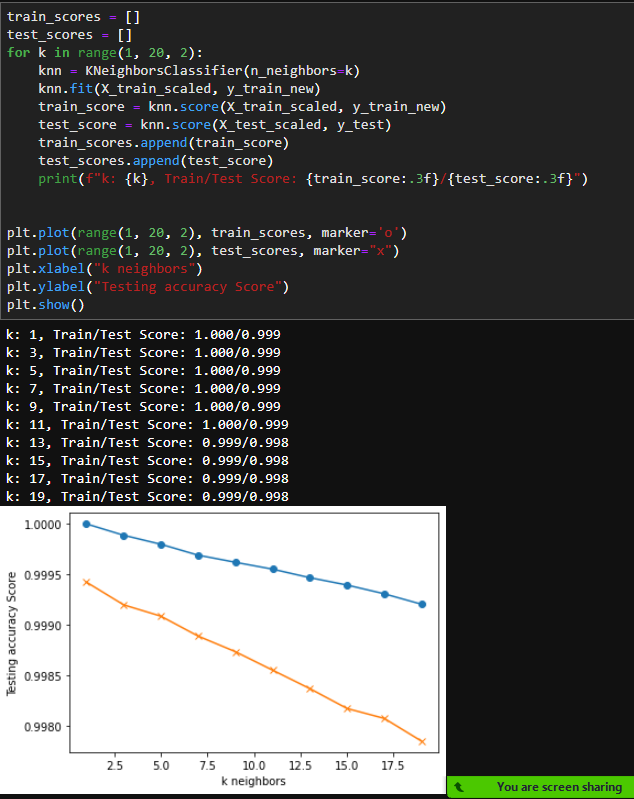 train_scores = []
test_scores = []
for k in range(1, 20, 2):
    knn = KNeighborsClassifier(n_neighbors=k)
    knn.fit(X_train_scaled, y_train_new)
    train_score = knn.score(X_train_scaled, y_train_new)
    test_score = knn.score(X_test_scaled, y_test)
    train_scores.append(train_score)
    test_scores.append(test_score)
    print(f"k: {k}, Train/Test Score: {train_score:.3f}/{test_score:.3f}")
plt.plot(range(1, 20, 2), train_scores, marker='o')
plt.plot(range(1, 20, 2), test_scores, marker="x")
plt.xlabel("k neighbors")
plt.ylabel("Testing accuracy Score")
plt.show()
k: 1, Train/Test Score: 1.000/0.999
k: 3, Train/Test Score: 1.000/0.999
k: 5, Train/Test Score: 1.000/0.999
k: 7, Train/Test Score: 1.000/0.999
k: 9, Train/Test Score: 1.000/0.999
k: 11, Train/Test Score: 1.000/0.999
k: 13, Train/Test Score: 0.999/0.998
k: 15, Train/Test Score: 0.999/0.998
k: 17, Train/Test Score: 0.999/0.998
k: 19, Train/Test Score: 0.999/0.998
Testing accuracy Score
1.0000
0.9995
0.9990
0.9985
0.9980
2.5 5.0 7.5 10.0 12.5 15.0 17.5
k neighbors
You are screen sharing